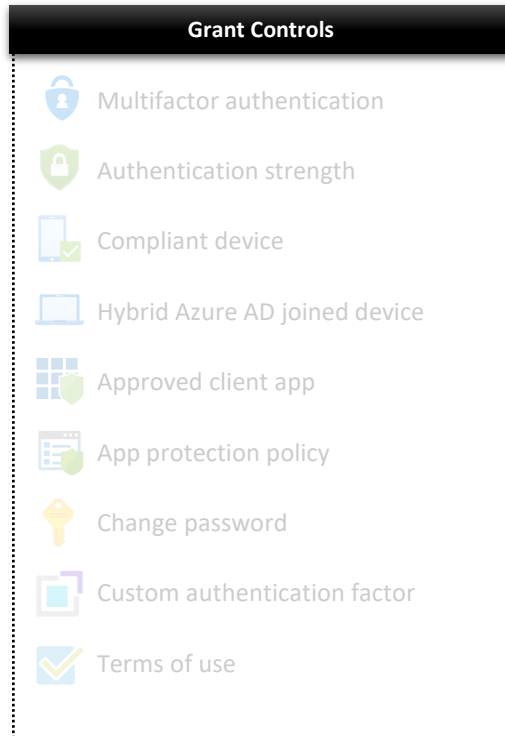 Grant Controls
Multifactor authentication
Authentication strength
Compliant device
Hybrid Azure AD joined device
Approved client app
App protection policy
Change password
Custom authentication factor
Terms of use